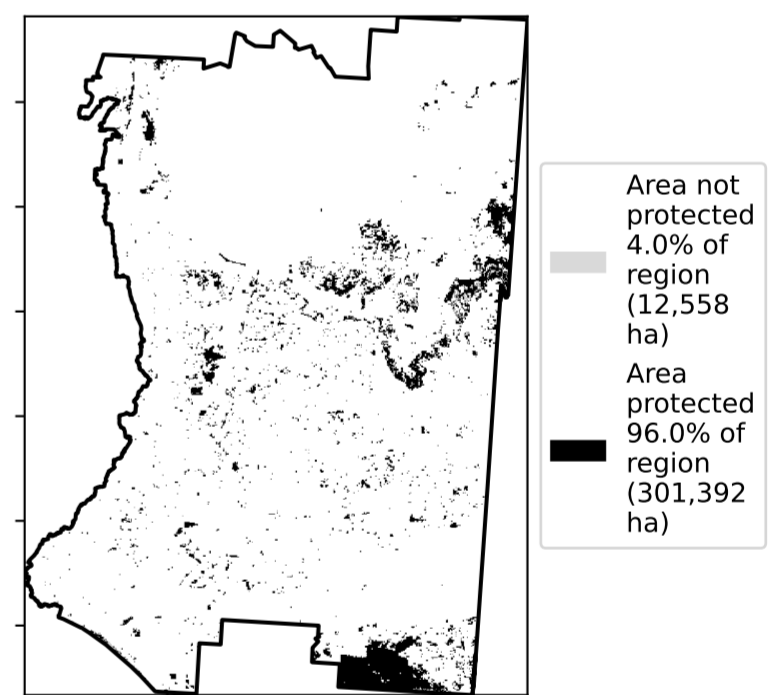 Area not
protected
4.0% of
region
(12,558
ha)
Area
protected
96.0% of
region
(301,392
ha)